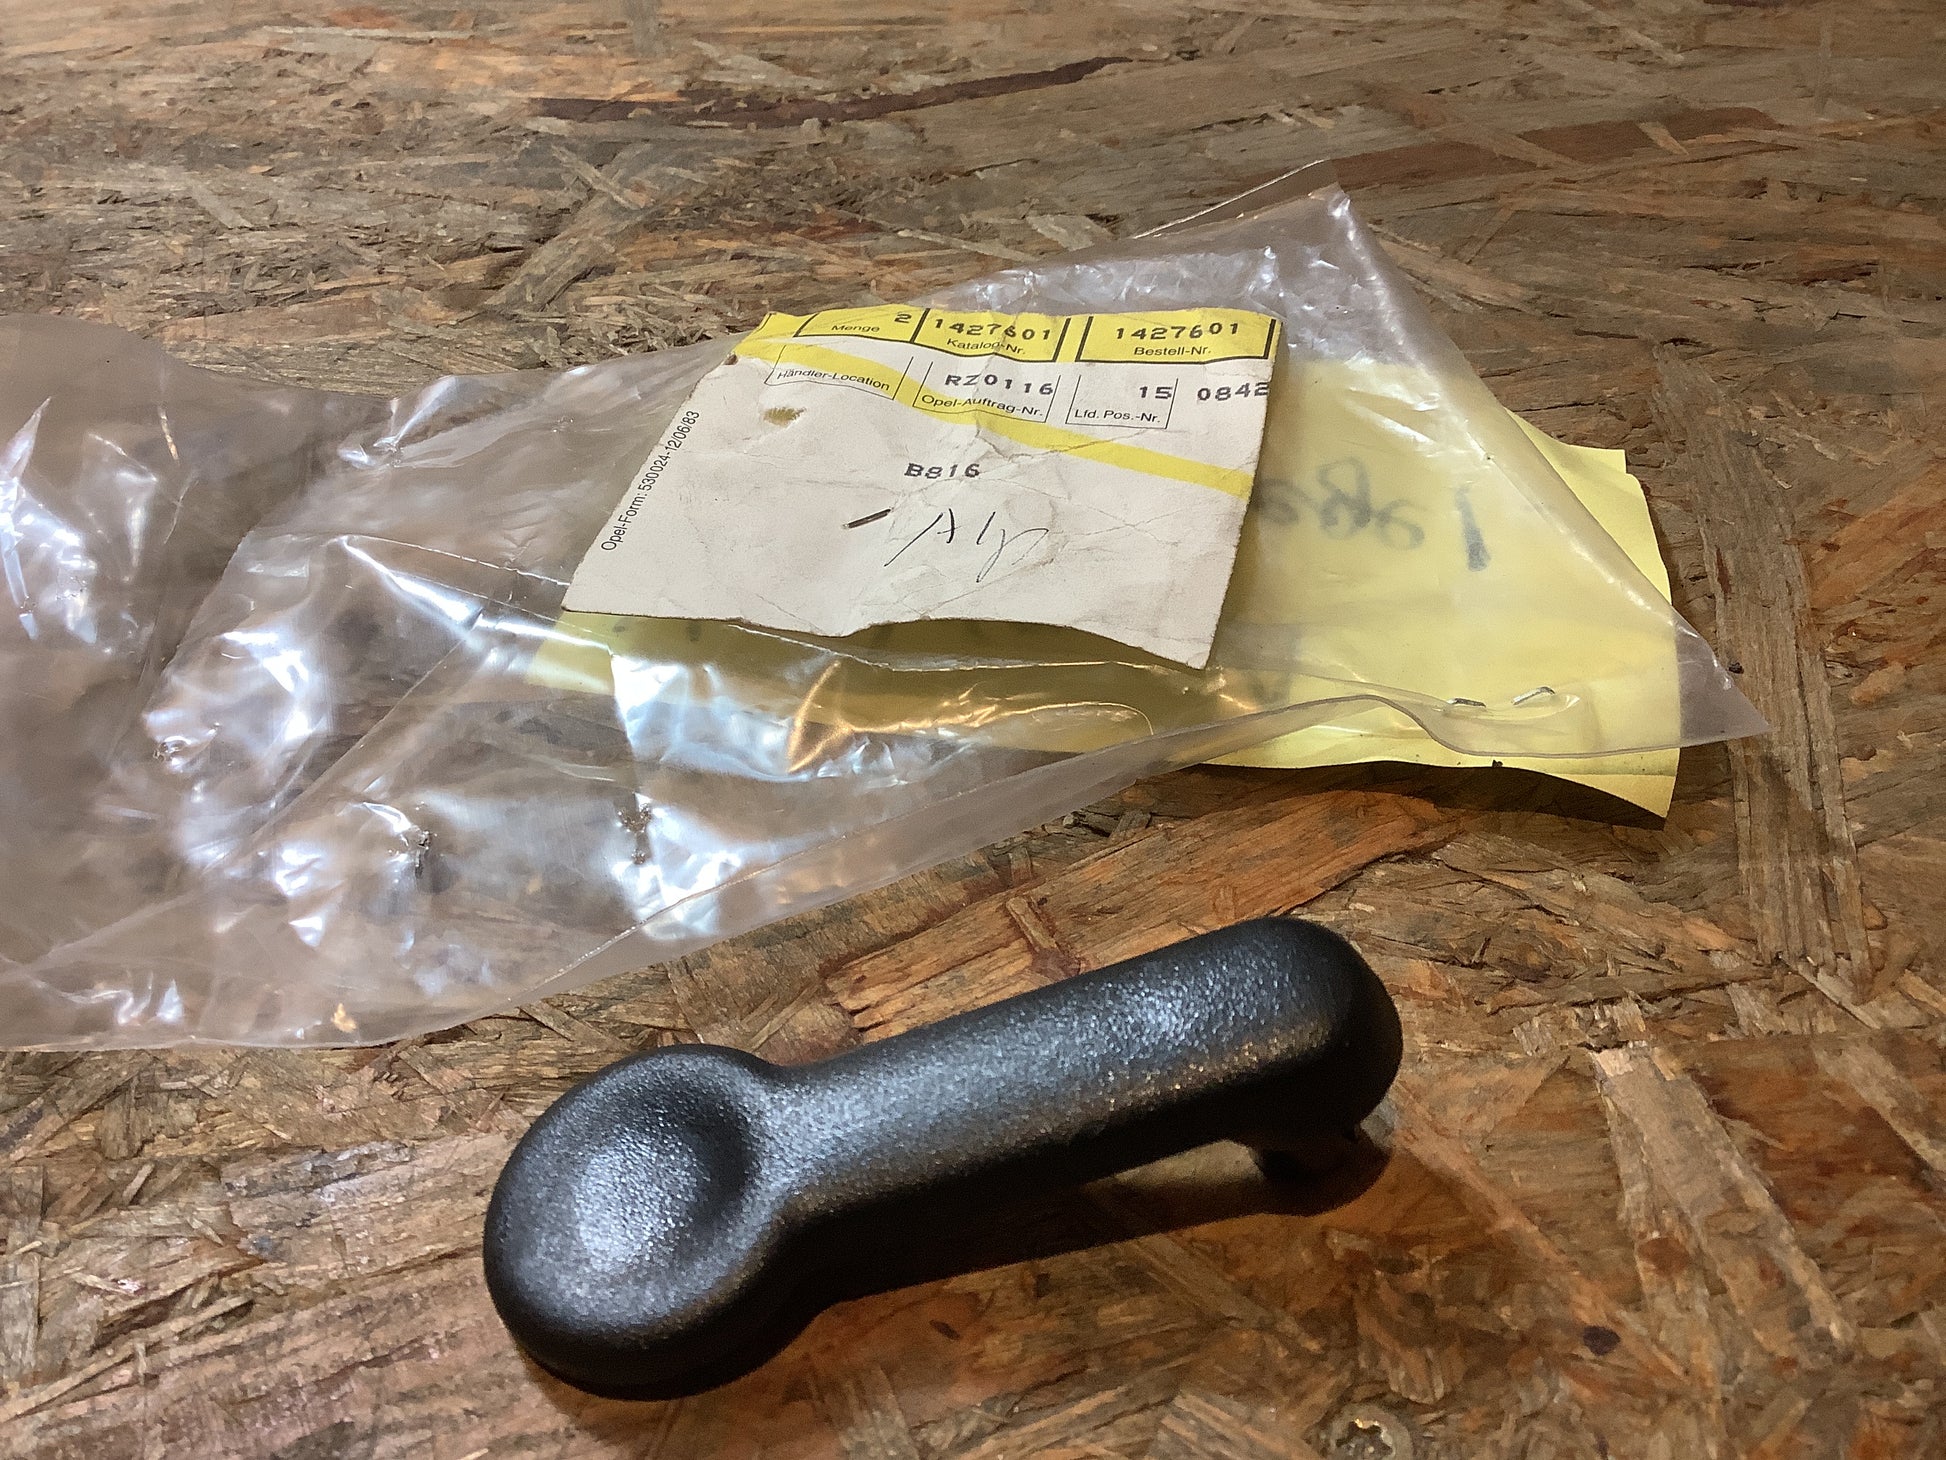 2 1427601 1427601
Menge Katalog-Nr. Bestell-Nr.
RZ0116 15 0842
Händler-Location Opel-Auftrag-Nr. Lfd. Pos.-Nr.
Opel-Form: 530024-12/06/83
B816